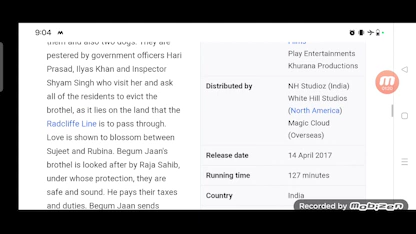 9:04
them and also two dogs. They are
pestered by government officers Hari
Prasad, Ilyas Khan and Inspector
Shyam Singh who visit her and ask
all of the residents to evict the
brothel, as it lies on the land that the
Radcliffe Line is to pass through.
Love is shown to blossom between
Sujeet and Rubina. Begum Jaan's
brothel is looked after by Raja Sahib,
under whose protection, they are
safe and sound. He pays their taxes
and duties. Begum Jaan sends
Films
Play Entertainments
Khurana Productions
Distributed by
NH Studioz (India)
White Hill Studios
(North America)
Magic Cloud
(Overseas)
Release date
14 April 2017
Running time
127 minutes
Country
India
Recorded by Mobizen